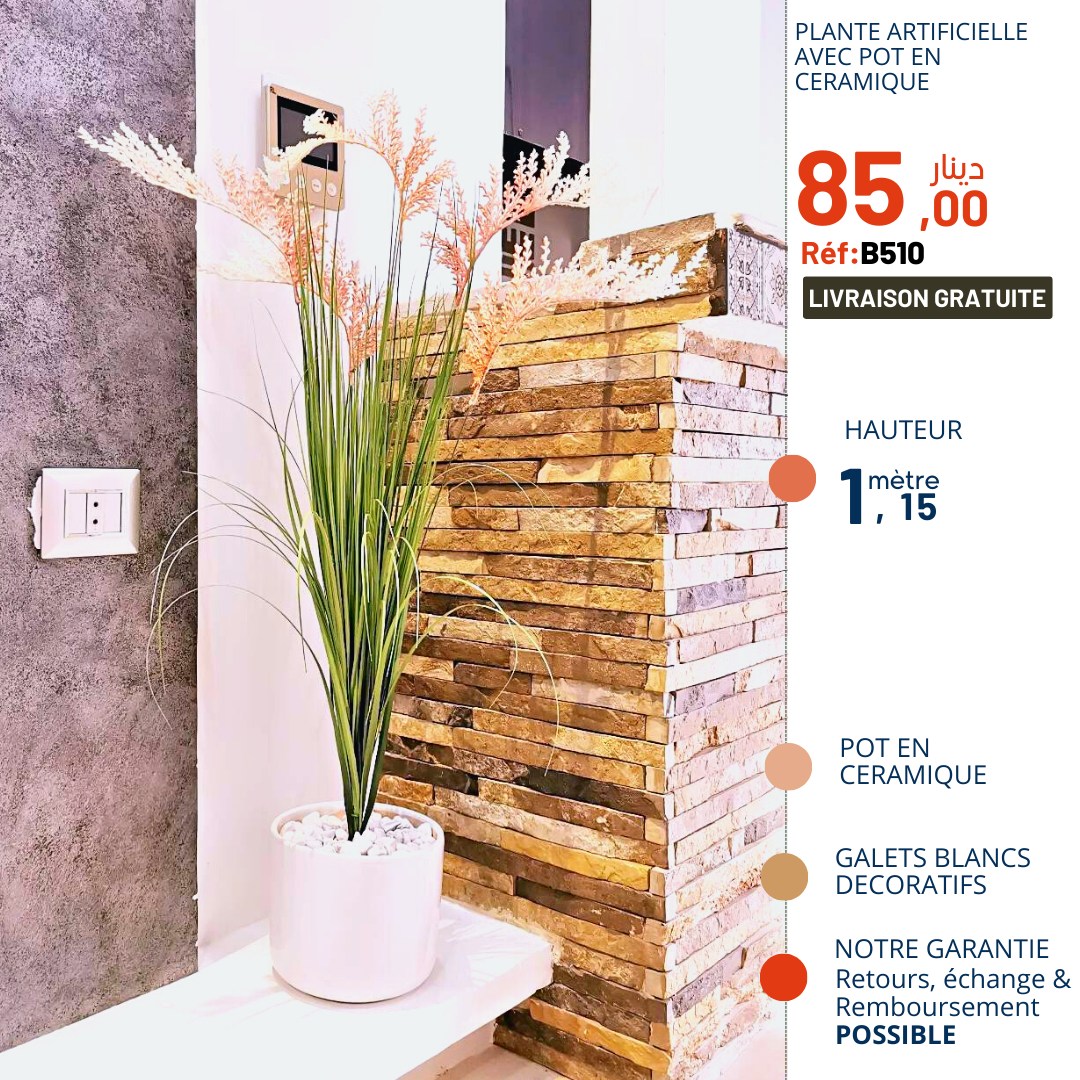 PLANTE ARTIFICIELLE
AVEC POT EN
CERAMIQUE
85,00 دينار
Réf:B510
LIVRAISON GRATUITE
HAUTEUR
1 mètre
, 15
POT EN
CERAMIQUE
GALETS BLANCS
DECORATIFS
NOTRE GARANTIE
Retours, échange &
Remboursement
POSSIBLE